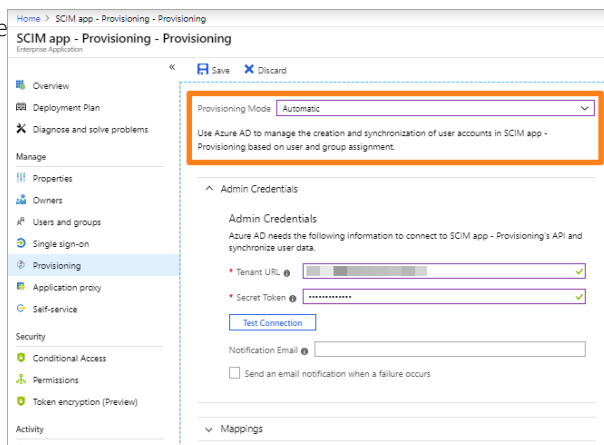 e
Home > SCIM app - Provisioning - Provisioning
SCIM app - Provisioning - Provisioning
Enterprise Application
«
Save Discard
Overview
Deployment Plan
Diagnose and solve problems
Manage
Properties
Owners
Users and groups
Single sign-on
Provisioning
Application proxy
Self-service
Security
Conditional Access
Permissions
Token encryption (Preview)
Activity
Provisioning Mode Automatic
Use Azure AD to manage the creation and synchronization of user accounts in SCIM app -
Provisioning based on user and group assignment.
Admin Credentials
Admin Credentials
Azure AD needs the following information to connect to SCIM app - Provisioning's API and
synchronize user data.
* Tenant URL
* Secret Token •••••••••••••
Test Connection
Notification Email
Send an email notification when a failure occurs
Mappings